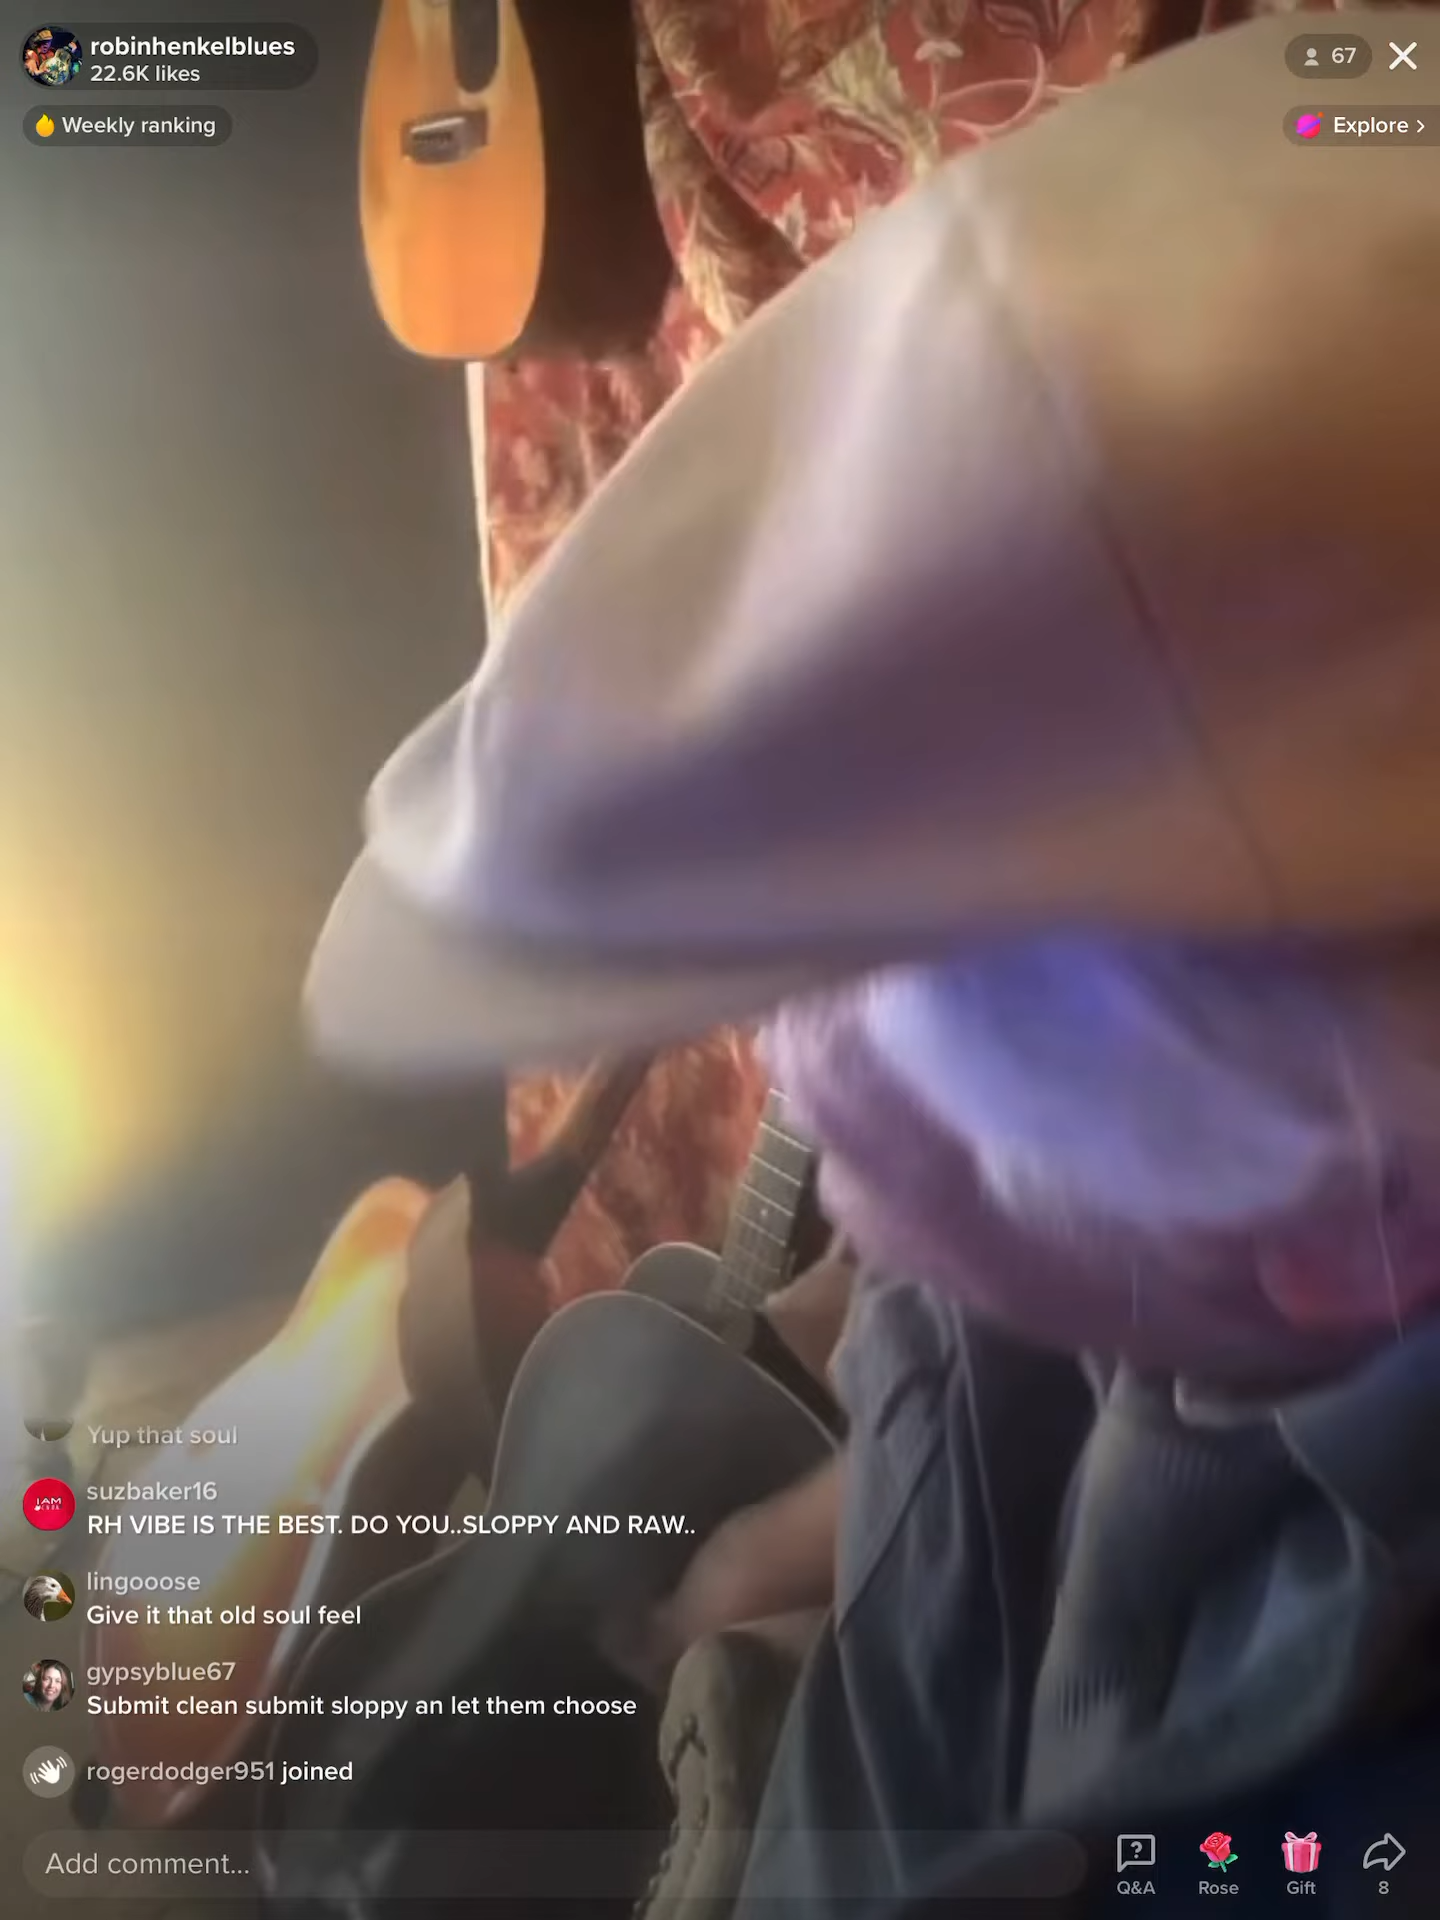 robinhenkelblues
22.6K likes
67
Weekly ranking
Explore >
Yup that soul
suzbaker16
RH VIBE IS THE BEST. DO YOU..SLOPPY AND RAW..
lingooose
Give it that old soul feel
gypsyblue67
Submit clean submit sloppy an let them choose
rogerdodger951 joined
Add comment...
Q&A
Rose
Gift
8